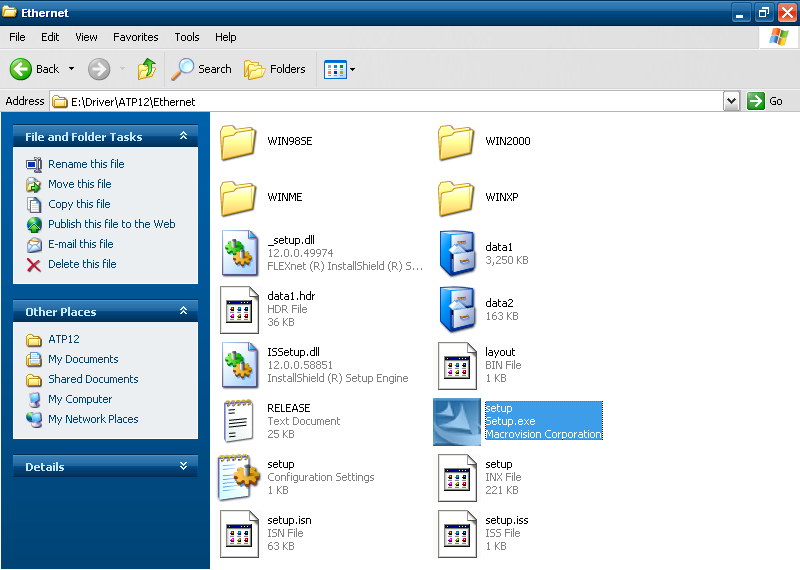 Ethernet
File Edit View Favorites Tools Help
Back Search Folders
Address E:\Driver\ATP12\Ethernet Go
File and Folder Tasks
Rename this file
Move this file
Copy this file
Publish this file to the Web
E-mail this file
Delete this file
Other Places
ATP12
My Documents
Shared Documents
My Computer
My Network Places
Details
WIN98SE
WIN2000
WINME
WINXP
_setup.dll
12.0.0.49974
FLEXnet (R) InstallShield (R) S...
data1
3,250 KB
data1.hdr
HDR File
36 KB
data2
163 KB
ISSetup.dll
12.0.0.58851
InstallShield (R) Setup Engine
layout
BIN File
1 KB
RELEASE
Text Document
25 KB
setup
Setup.exe
Macrovision Corporation
setup
Configuration Settings
1 KB
setup
INX File
221 KB
setup.isn
ISN File
63 KB
setup.iss
ISS File
1 KB